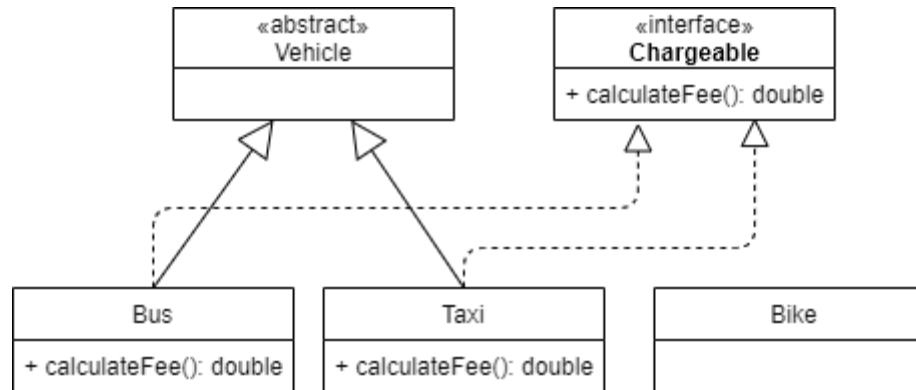 «abstract»
Vehicle
«interface»
Chargeable
+ calculateFee(): double
Bus
+ calculateFee(): double
Taxi
+ calculateFee(): double
Bike